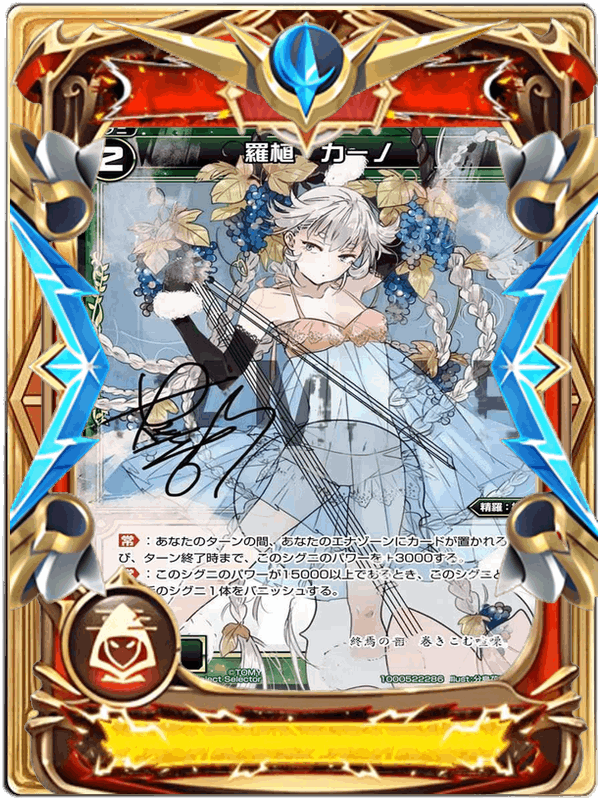 2
羅植 カーノ
精羅:
常:あなたのターンの間、あなたのエナゾーンにカードが置かれ
び、ターン終了時まで、このシグニのパワーを+3000する。
:このシグニのパワーが15000以上であるとき、このシグニ
のシグニ1体をバニッシュする。
終焉の 巻きこむ
©TOMY
lect Selector 1000522286 Illust.